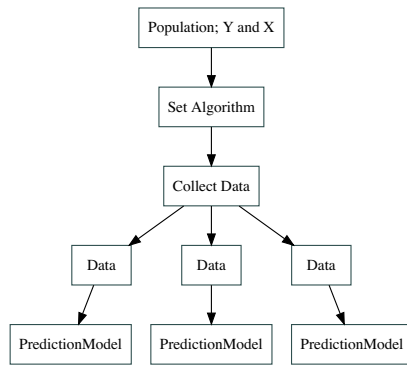 Population; Y and X
Set Algorithm
Collect Data
Data
Data
Data
PredictionModel
PredictionModel
PredictionModel